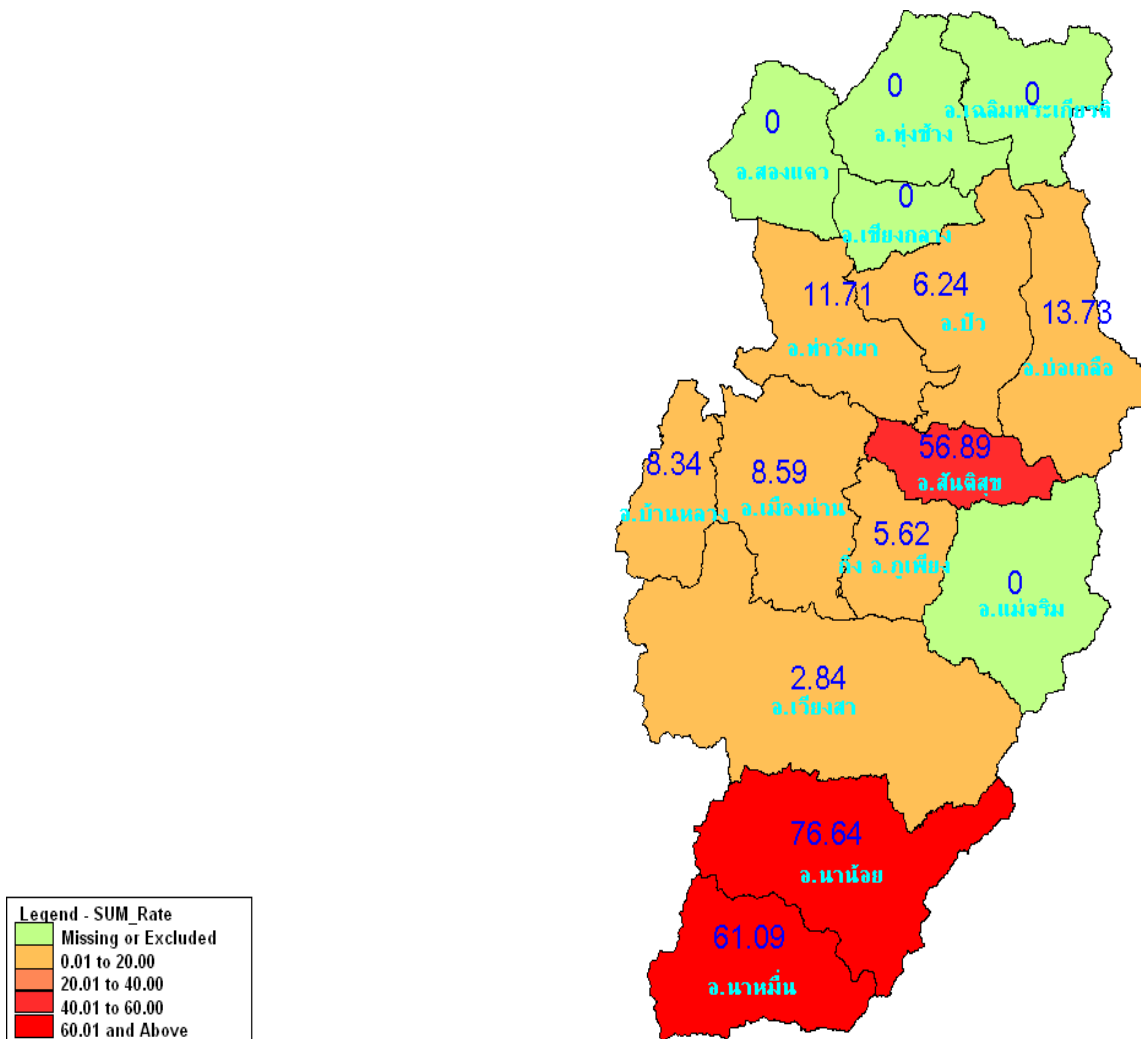 0
0
0
อ.เฉลิมพระเกียรติ
อ.ทุ่งช้าง
อ.สองแคว
0
อ.เชียงกลาง
11.71
6.24
13.73
อ.ปัว
อ.ท่าวังผา
อ.บ่อเกลือ
56.89
8.34
8.59
อ.สันติสุข
อ.บ้านหลวง
อ.เมืองน่าน
5.62
กิ่ง อ.ภูเพียง
0
อ.แม่จริม
2.84
อ.เวียงสา
76.64
อ.นาน้อย
61.09
อ.นาหมื่น
Legend - SUM_Rate
Missing or Excluded
0.01 to 20.00
20.01 to 40.00
40.01 to 60.00
60.01 and Above